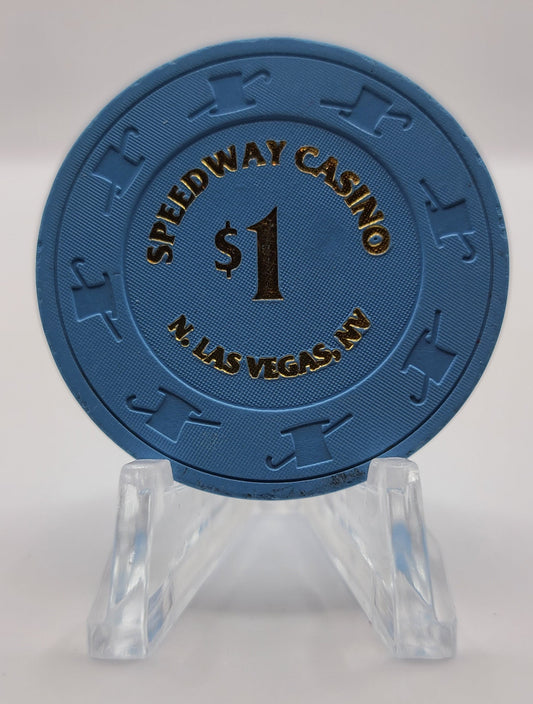 SPEEDWAY CASINO
$1
N. LAS VEGAS, NV